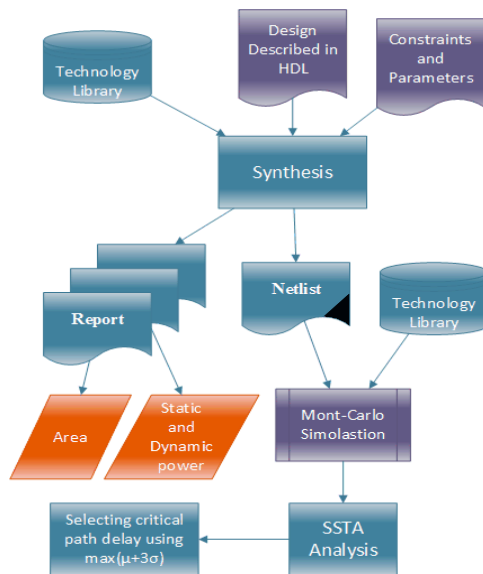 Technology
Library
Design
Described in
HDL
Constraints
and
Parameters
Synthesis
Report
Netlist
Technology
Library
Area
Static
and
Dynamic
power
Mont-Carlo
Simolastion
Selecting critical
path delay using
max(μ+3σ)
SSTA
Analysis